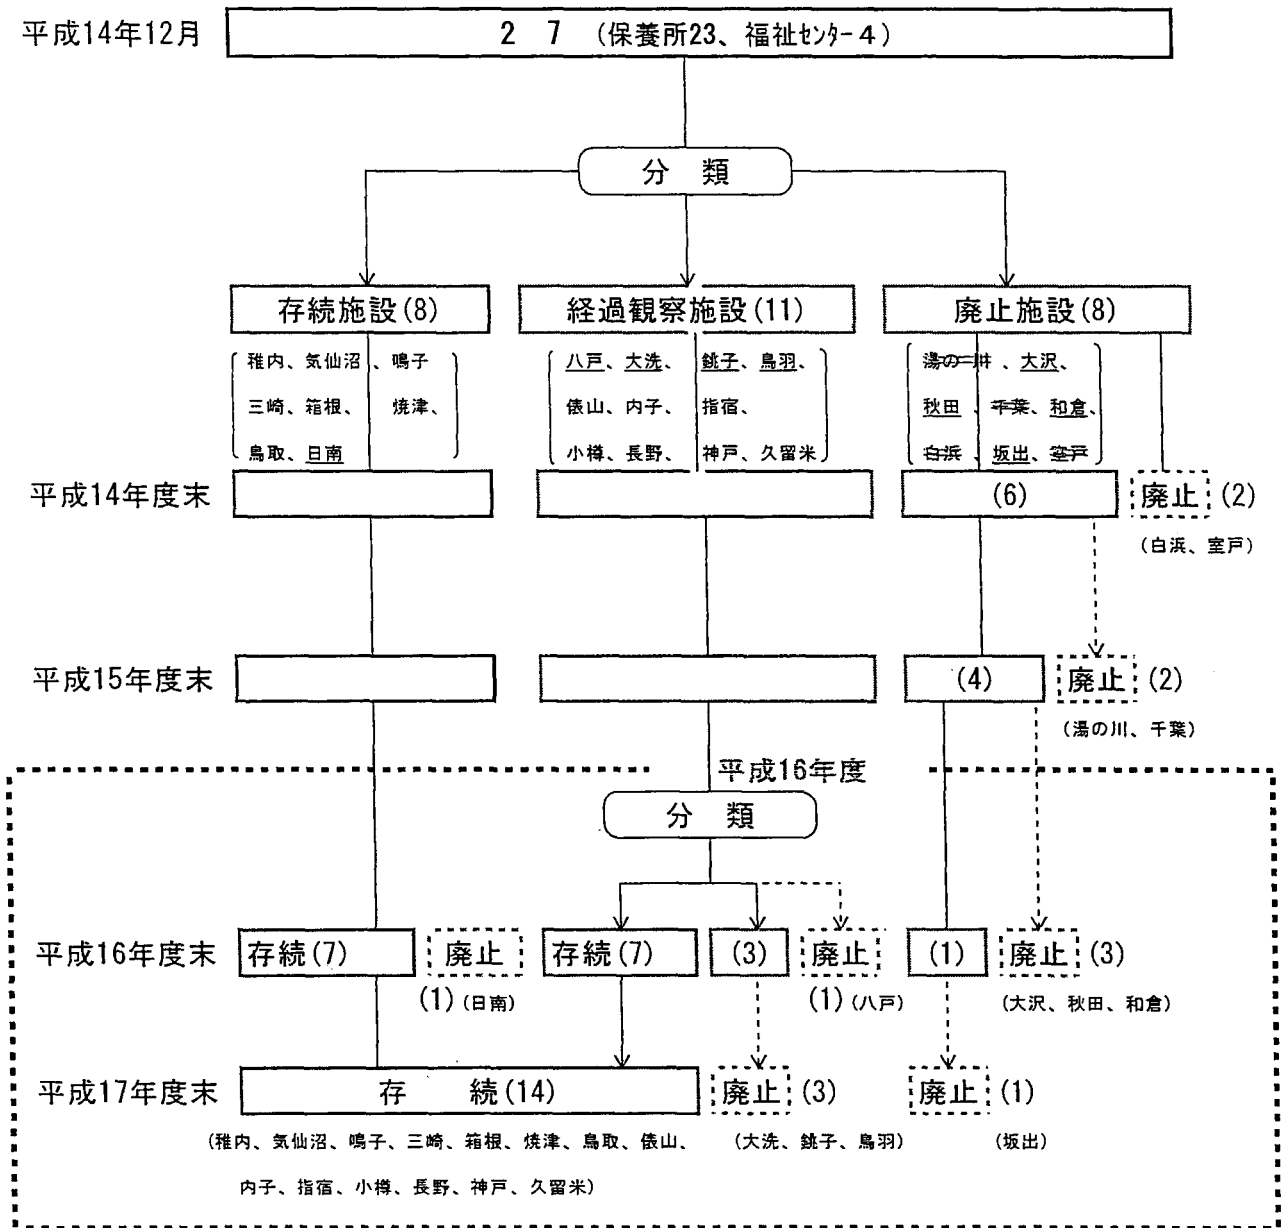 平成14年12月 2 7 (保養所23、福祉センター4)
分 類
存続施設(8) 経過観察施設(11) 廃止施設(8)
稚内、気仙沼、鳴子 八戸、大洗、銚子、鳥羽、 湯の川、大沢、
三崎、箱根、焼津、 俵山、内子、指宿、 秋田、千葉、和倉、
鳥取、日南 小樽、長野、神戸、久留米 白浜、坂出、室戸
平成14年度末 (6) 廃止 (2)
(白浜、室戸)
平成15年度末 (4) 廃止 (2)
(湯の川、千葉)
平成16年度
分 類
平成16年度末 存続(7) 廃止 存続(7) (3) 廃止 (1) 廃止 (3)
(1) (日南) (1) (八戸) (大沢、秋田、和倉)
平成17年度末 存 続(14) 廃止 (3) 廃止 (1)
(稚内、気仙沼、鳴子、三崎、箱根、焼津、鳥取、俵山、 (大洗、銚子、鳥羽) (坂出)
内子、指宿、小樽、長野、神戸、久留米)